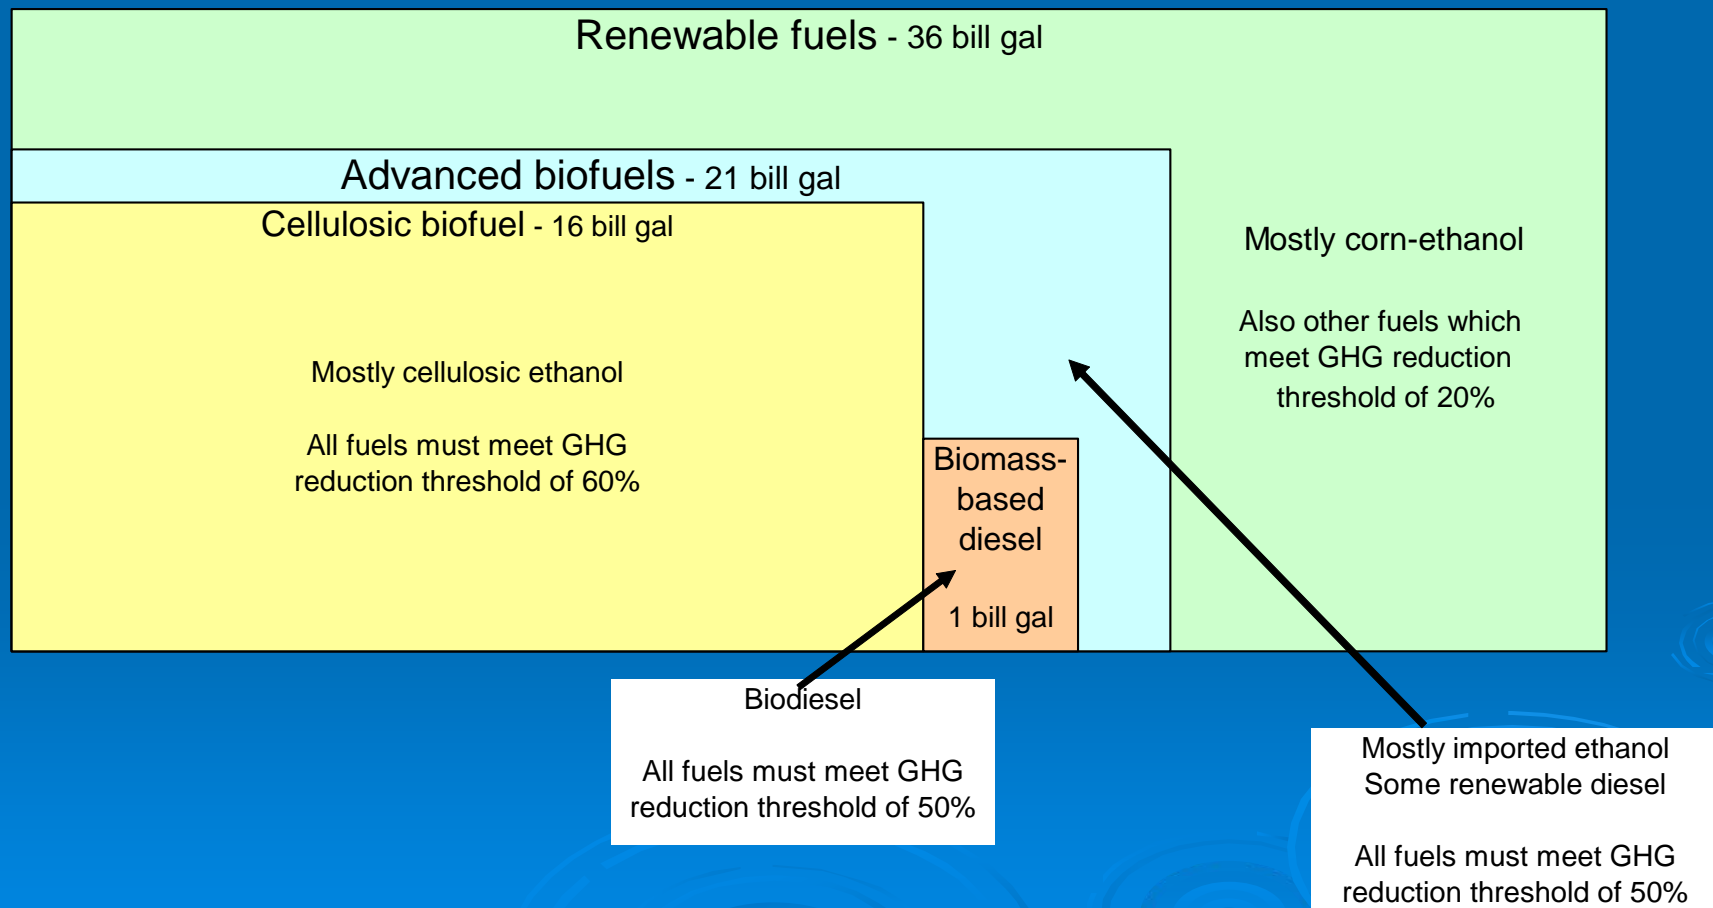 Renewable fuels - 36 bill gal
Advanced biofuels - 21 bill gal
Cellulosic biofuel - 16 bill gal
Mostly cellulosic ethanol
All fuels must meet GHG
reduction threshold of 60%
Biomass-
based
diesel
1 bill gal
Mostly corn-ethanol
Also other fuels which
meet GHG reduction
threshold of 20%
Biodiesel
All fuels must meet GHG
reduction threshold of 50%
Mostly imported ethanol
Some renewable diesel
All fuels must meet GHG
reduction threshold of 50%